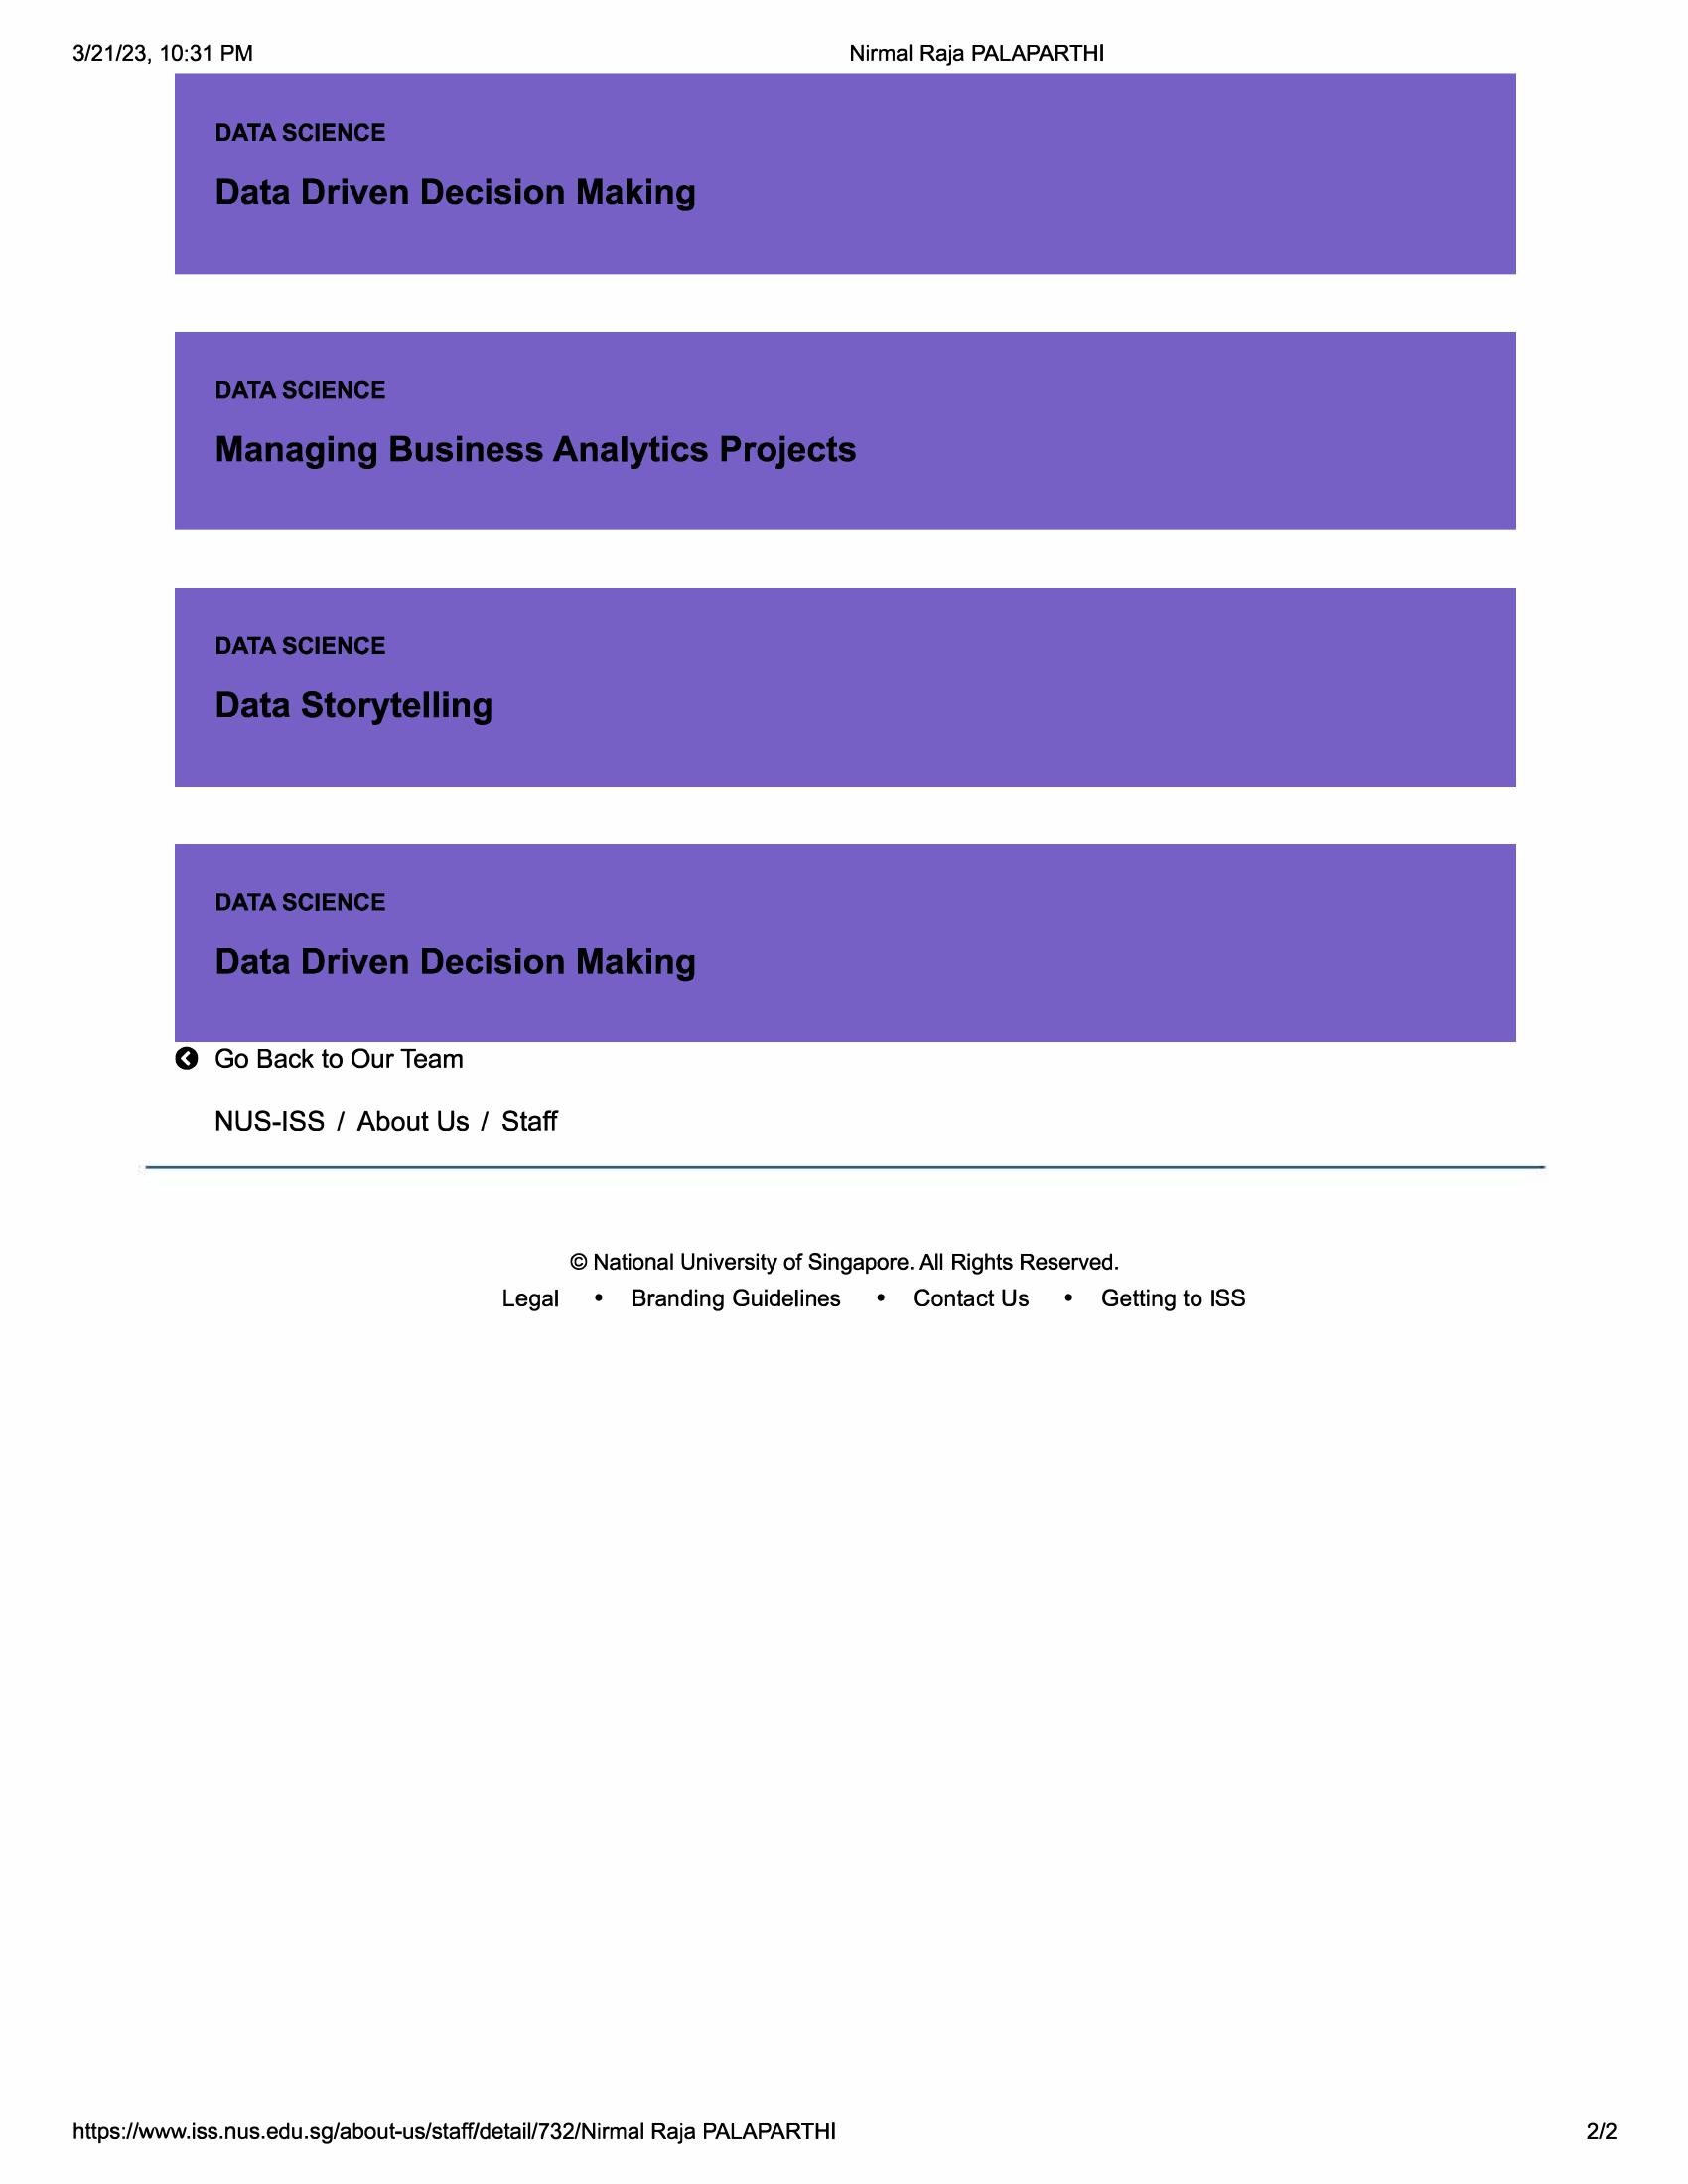 3/21/23, 10:31 PM Nirmal Raja PALAPARTHI
DATA SCIENCE
Data Driven Decision Making
DATA SCIENCE
Managing Business Analytics Projects
DATA SCIENCE
Data Storytelling
DATA SCIENCE
Data Driven Decision Making
Go Back to Our Team
NUS-ISS / About Us / Staff
© National University of Singapore. All Rights Reserved.
Legal • Branding Guidelines • Contact Us • Getting to ISS
https://www.iss.nus.edu.sg/about-us/staff/detail/732/Nirmal Raja PALAPARTHI 2/2